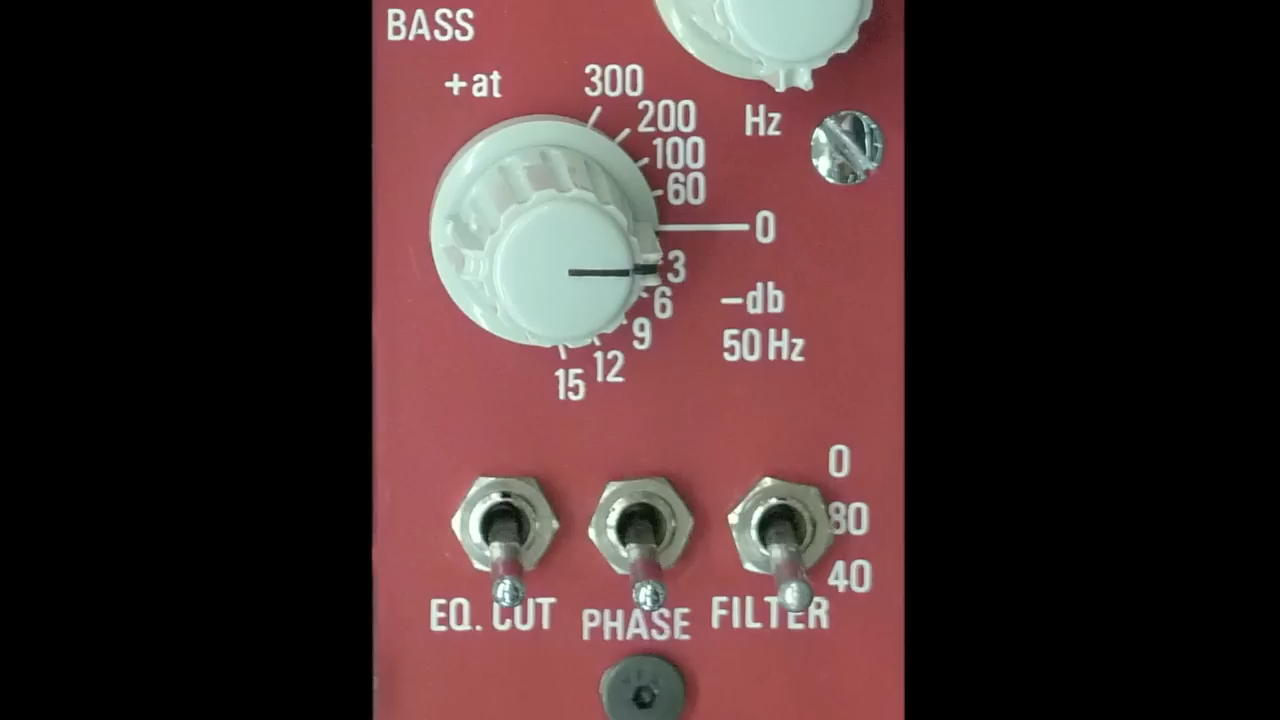 BASS
+at
300
200
Hz
100
60
0
3
-db
6
9
50 Hz
12
15
0
80
40
EQ. CUT
PHASE
FILTER